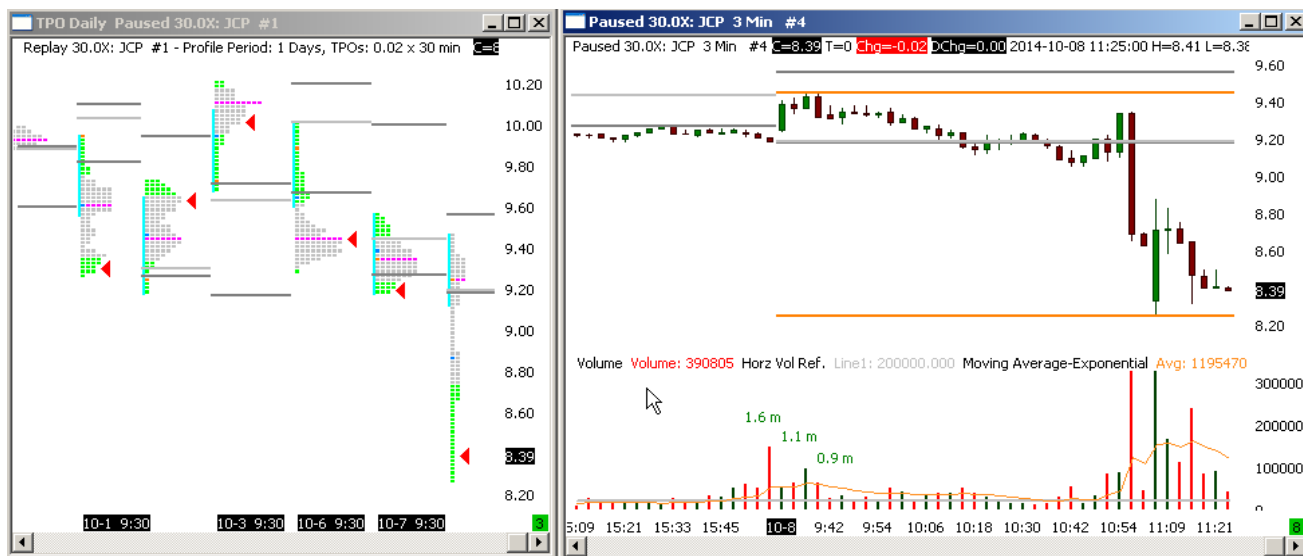 TPO Daily Paused 30.0X: JCP #1
Replay 30.0X: JCP #1 - Profile Period: 1 Days, TPOs: 0.02 x 30 min C=8
10.20
10.00
9.80
9.60
9.40
9.20
9.00
8.80
8.60
8.39
8.20
10-1 9:30 10-3 9:30 10-6 9:30 10-7 9:30 3
Paused 30.0X: JCP 3 Min #4
Paused 30.0X: JCP 3 Min #4 C=8.39 T=0 Chg=-0.02 DChg=0.00 2014-10-08 11:25:00 H=8.41 L=8.38
9.60
9.40
9.20
9.00
8.80
8.60
8.39
8.20
Volume Volume: 390805 Horz Vol Ref. Line1: 200000.000 Moving Average-Exponential Avg: 1195470
300000
200000
100000
0
1.6 m
1.1 m
0.9 m
5:09 15:21 15:33 15:45 10-8 9:42 9:54 10:06 10:18 10:30 10:42 10:54 11:09 11:21 8